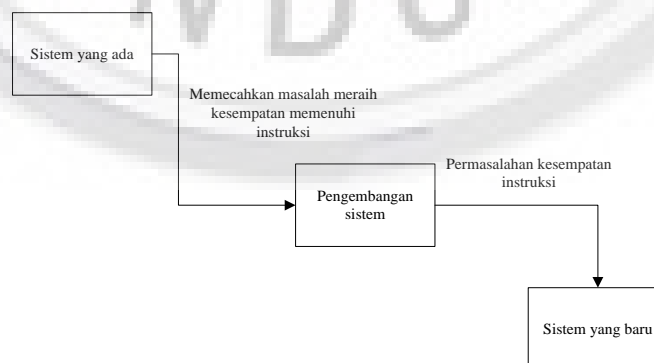 Sistem yang ada
Memecahkan masalah meraih
kesempatan memenuhi
instruksi
Permasalahan kesempatan
instruksi
Pengembangan
sistem
Sistem yang baru